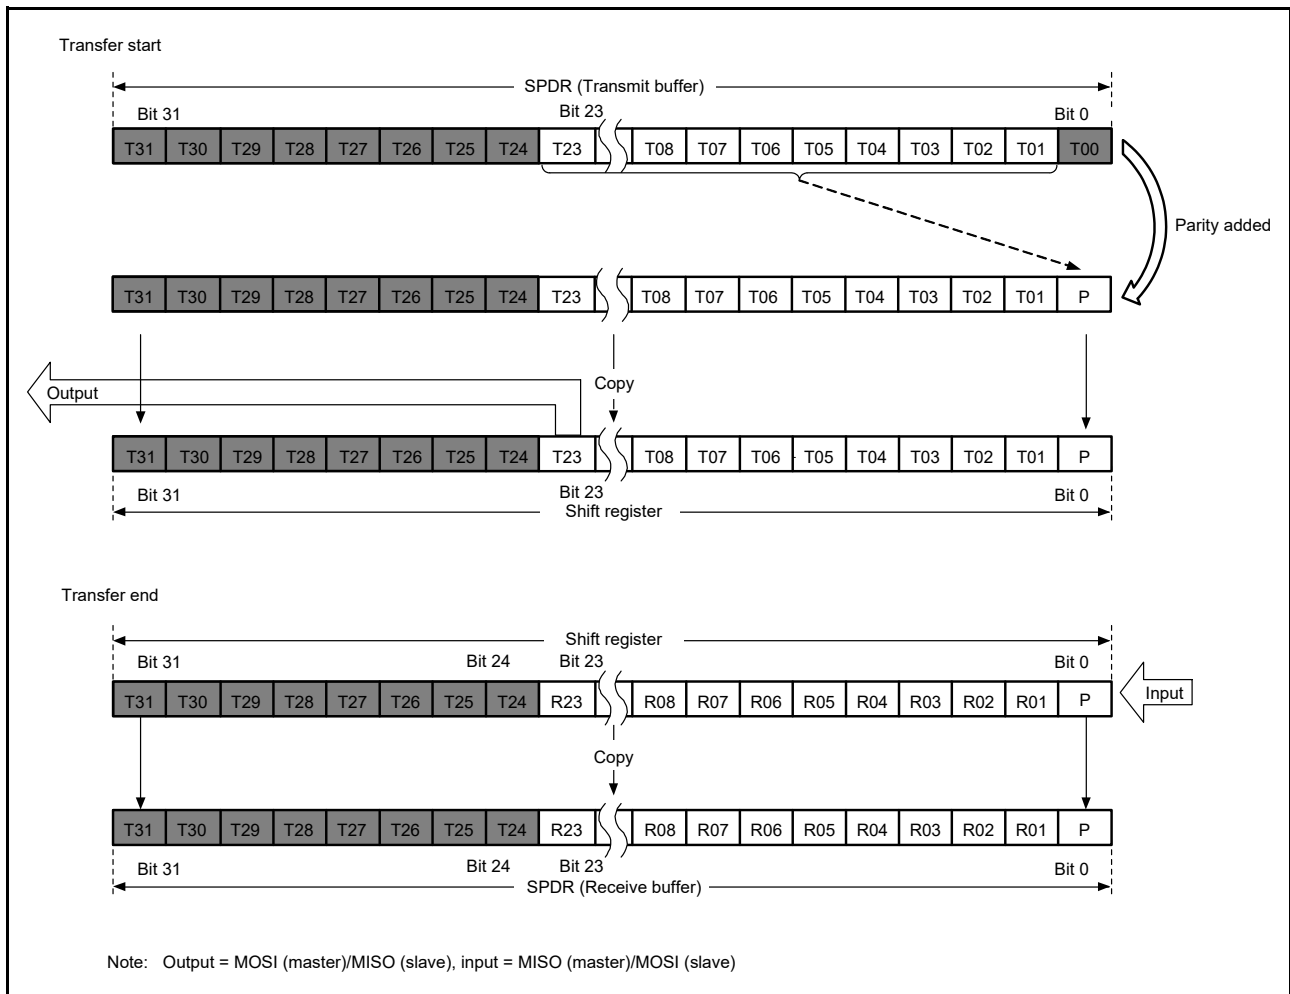 Transfer start
SPDR (Transmit buffer)
Bit 31 Bit 23 Bit 0
T31 T30 T29 T28 T27 T26 T25 T24 T23 T08 T07 T06 T05 T04 T03 T02 T01 T00
Parity added
T31 T30 T29 T28 T27 T26 T25 T24 T23 T08 T07 T06 T05 T04 T03 T02 T01 P
Output Copy
T31 T30 T29 T28 T27 T26 T25 T24 T23 T08 T07 T06 T05 T04 T03 T02 T01 P
Bit 31 Bit 23 Bit 0
Shift register
Transfer end
Shift register
Bit 31 Bit 24 Bit 23 Bit 0
T31 T30 T29 T28 T27 T26 T25 T24 R23 R08 R07 R06 R05 R04 R03 R02 R01 P Input
Copy
T31 T30 T29 T28 T27 T26 T25 T24 R23 R08 R07 R06 R05 R04 R03 R02 R01 P
Bit 31 Bit 24 Bit 23 Bit 0
SPDR (Receive buffer)
Note: Output = MOSI (master)/MISO (slave), input = MISO (master)/MOSI (slave)